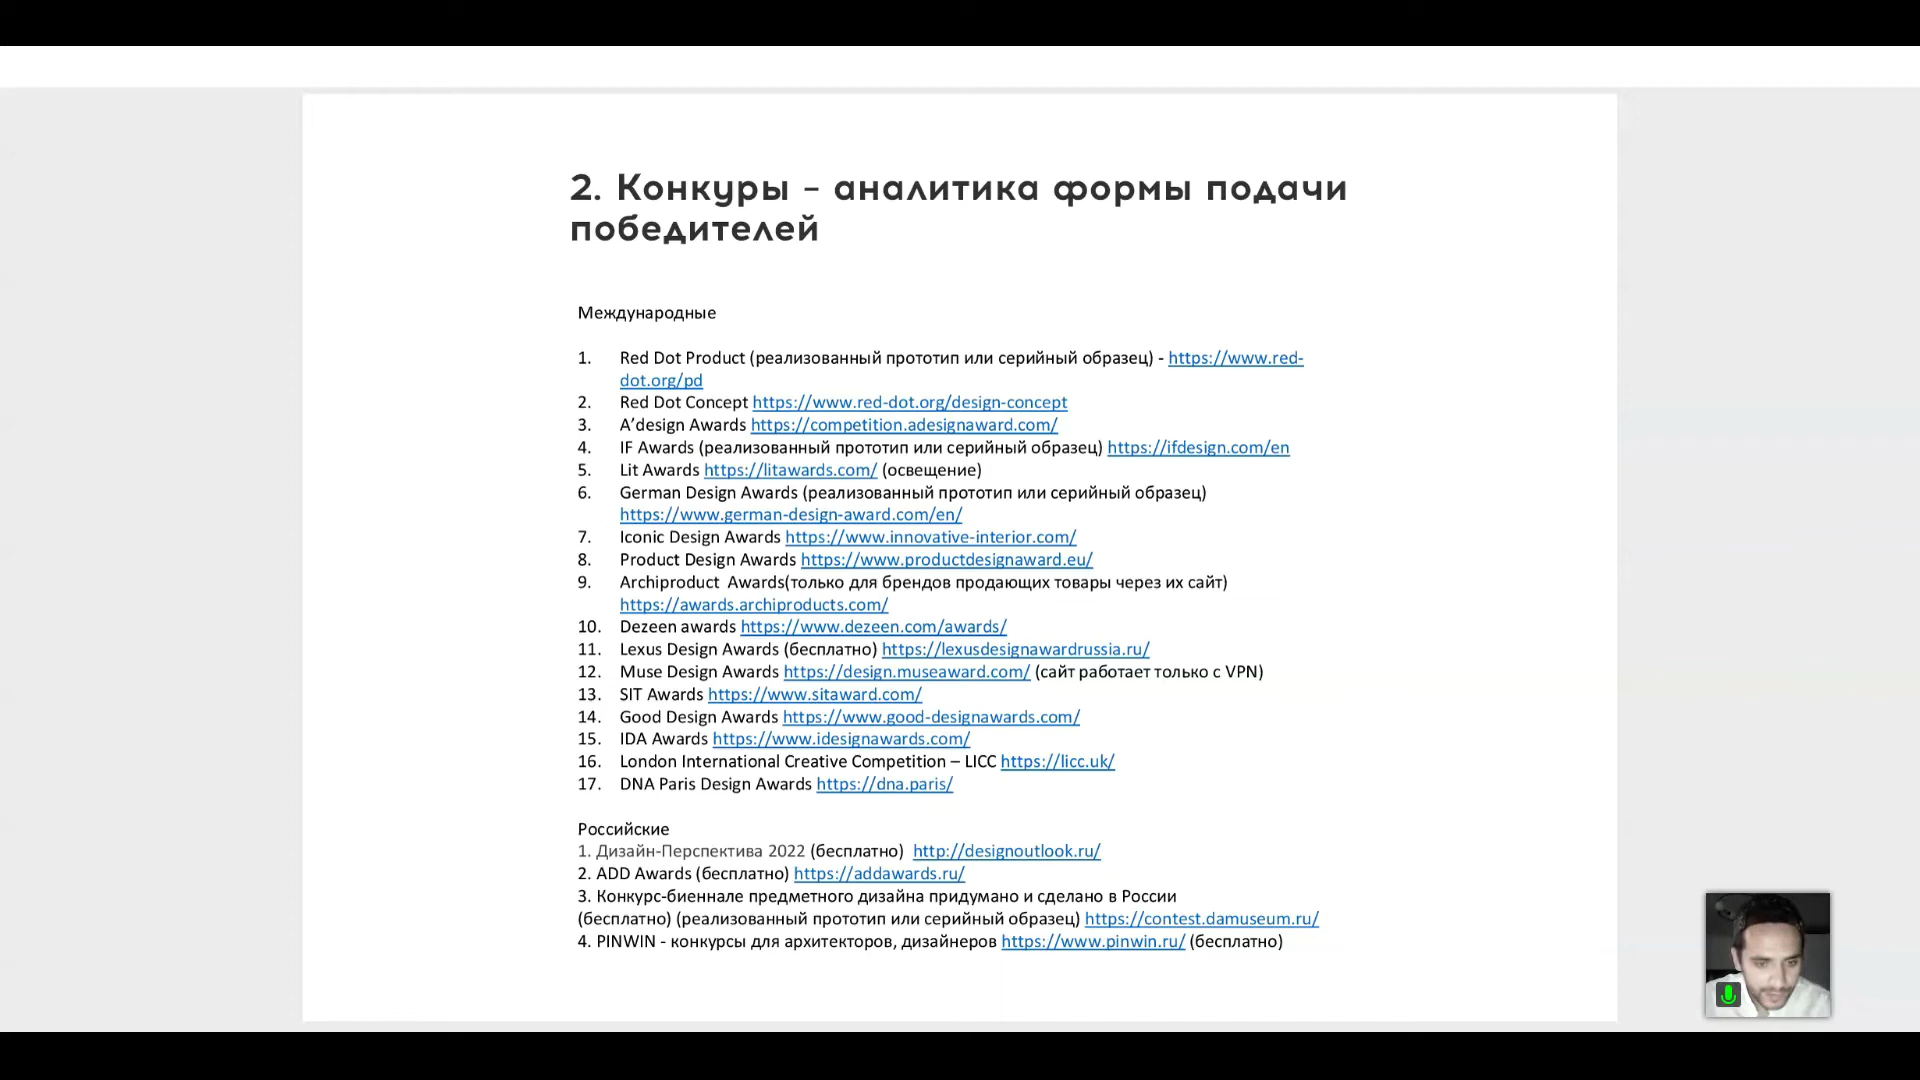 2. Конкуры – аналитика формы подачи
победителей
Международные
1. Red Dot Product (реализованный прототип или серийный образец) - https://www.red-
dot.org/pd
2. Red Dot Concept https://www.red-dot.org/design-concept
3. A’design Awards https://competition.adesignaward.com/
4. IF Awards (реализованный прототип или серийный образец) https://ifdesign.com/en
5. Lit Awards https://litawards.com/ (освещение)
6. German Design Awards (реализованный прототип или серийный образец)
https://www.german-design-award.com/en/
7. Iconic Design Awards https://www.innovative-interior.com/
8. Product Design Awards https://www.productdesignaward.eu/
9. Archiproduct Awards(только для брендов продающих товары через их сайт)
https://awards.archiproducts.com/
10. Dezeen awards https://www.dezeen.com/awards/
11. Lexus Design Awards (бесплатно) https://lexusdesignawardrussia.ru/
12. Muse Design Awards https://design.museaward.com/ (сайт работает только с VPN)
13. SIT Awards https://www.sitaward.com/
14. Good Design Awards https://www.good-designawards.com/
15. IDA Awards https://www.idesignawards.com/
16. London International Creative Competition – LICC https://licc.uk/
17. DNA Paris Design Awards https://dna.paris/
Российские
1. Дизайн-Перспектива 2022 (бесплатно) http://designoutlook.ru/
2. ADD Awards (бесплатно) https://addawards.ru/
3. Конкурс-биеннале предметного дизайна придумано и сделано в России
(бесплатно) (реализованный прототип или серийный образец) https://contest.damuseum.ru/
4. PINWIN - конкурсы для архитекторов, дизайнеров https://www.pinwin.ru/ (бесплатно)